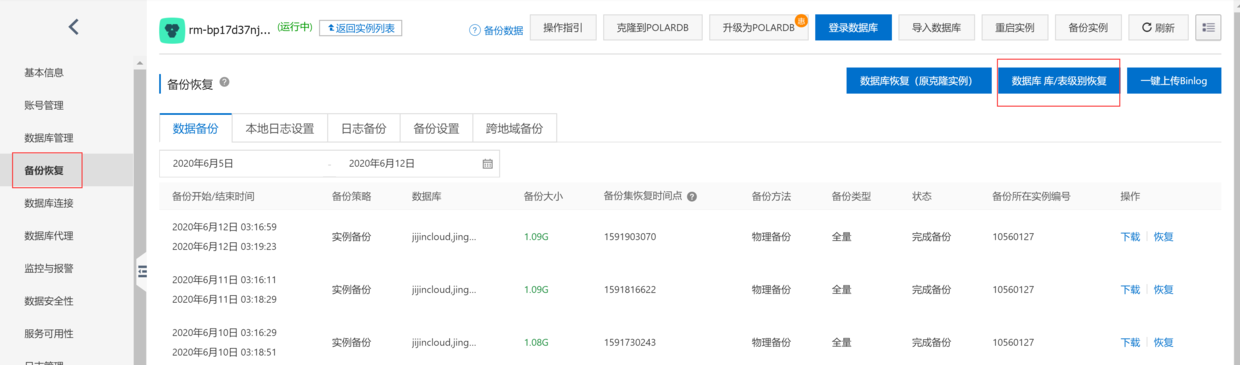 rm-bp17d37nj... (运行中) 返回实例列表 备份数据 操作指引 克隆到POLARDB 升级为POLARDB 惠 登录数据库 导入数据库 重启实例 备份实例 刷新
基本信息
账号管理
数据库管理
备份恢复
数据库连接
数据库代理
监控与报警
数据安全性
服务可用性
日志管理
备份恢复 数据库恢复（原克隆实例） 数据库 库/表级别恢复 一键上传Binlog
数据备份 本地日志设置 日志备份 备份设置 跨地域备份
2020年6月5日 - 2020年6月12日
备份开始/结束时间 备份策略 数据库 备份大小 备份集恢复时间点 备份方法 备份类型 状态 备份所在实例编号 操作
2020年6月12日 03:16:59
2020年6月12日 03:19:23
实例备份 jijincloud,jing... 1.09G 1591903070 物理备份 全量 完成备份 10560127 下载 恢复
2020年6月11日 03:16:11
2020年6月11日 03:18:29
实例备份 jijincloud,jing... 1.09G 1591816622 物理备份 全量 完成备份 10560127 下载 恢复
2020年6月10日 03:16:29
2020年6月10日 03:18:51
实例备份 jijincloud,jing... 1.08G 1591730243 物理备份 全量 完成备份 10560127 下载 恢复